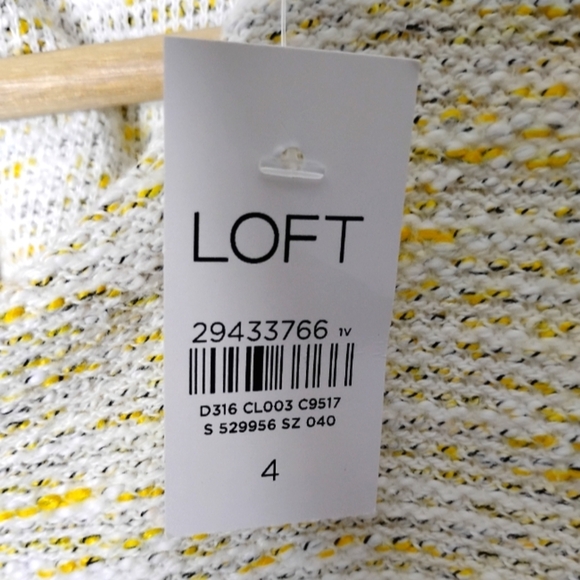 LOFT
29433766 1V
D316 CL003 C9517
S 529956 SZ 040
4